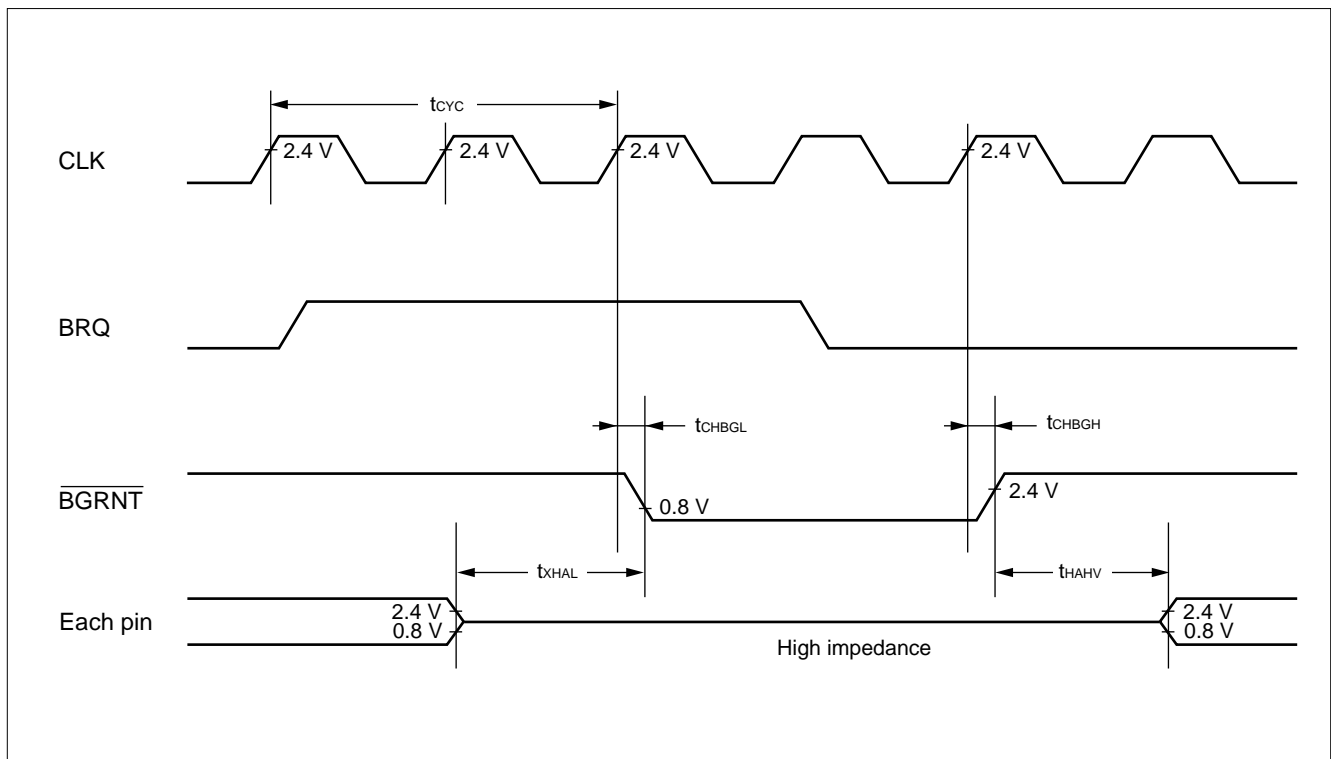 tCYC
CLK
2.4 V 2.4 V 2.4 V 2.4 V
BRQ
tCHBGL tCHBGH
BGRNT
0.8 V 2.4 V
tXHAL tHAHV
Each pin
2.4 V 2.4 V
0.8 V 0.8 V
High impedance